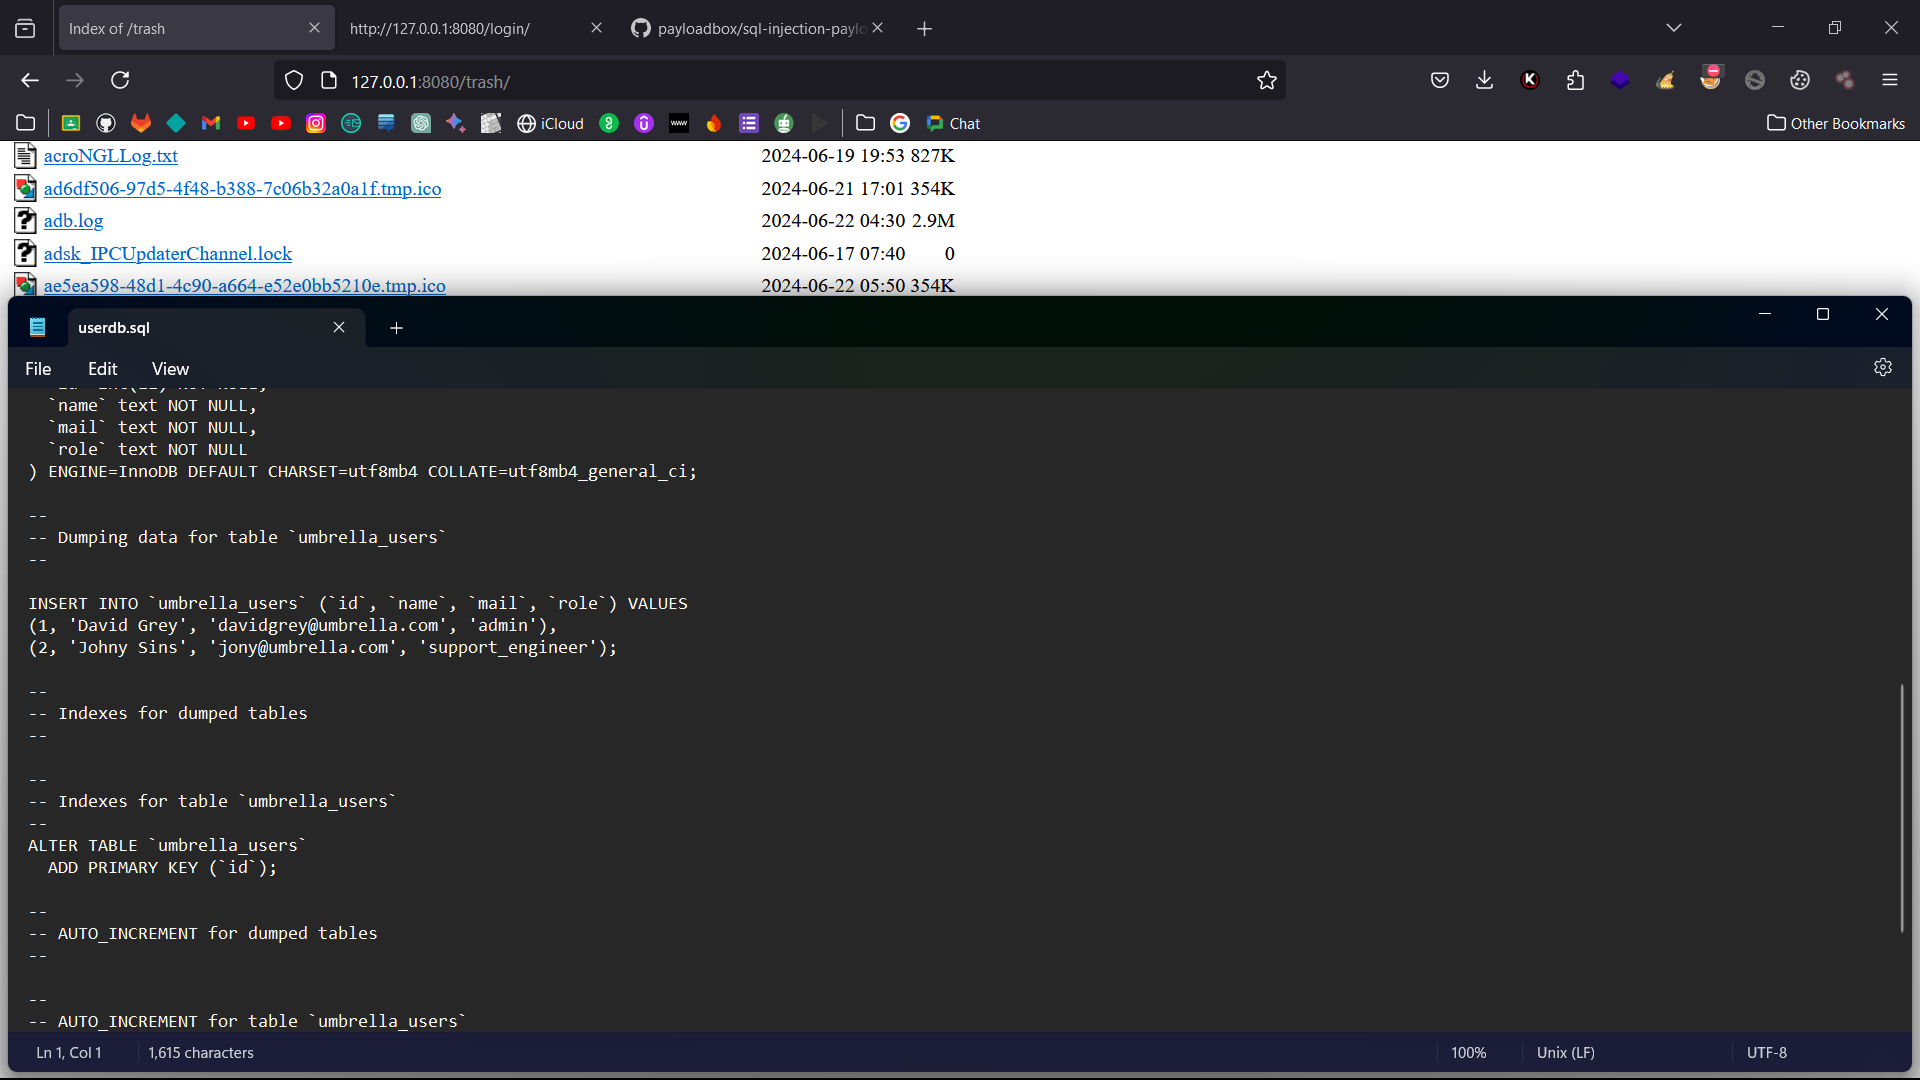 Index of /trash
http://127.0.0.1:8080/login/
payloadbox/sql-injection-paylo
127.0.0.1:8080/trash/
iCloud
Chat
Other Bookmarks
acroNGLLog.txt 2024-06-19 19:53 827K
ad6df506-97d5-4f48-b388-7c06b32a0a1f.tmp.ico 2024-06-21 17:01 354K
adb.log 2024-06-22 04:30 2.9M
adsk_IPCUpdaterChannel.lock 2024-06-17 07:40 0
ae5ea598-48d1-4c90-a664-e52e0bb5210e.tmp.ico 2024-06-22 05:50 354K
userdb.sql
File Edit View
`name` text NOT NULL,
`mail` text NOT NULL,
`role` text NOT NULL
) ENGINE=InnoDB DEFAULT CHARSET=utf8mb4 COLLATE=utf8mb4_general_ci;
--
-- Dumping data for table `umbrella_users`
--
INSERT INTO `umbrella_users` (`id`, `name`, `mail`, `role`) VALUES
(1, 'David Grey', 'davidgrey@umbrella.com', 'admin'),
(2, 'Johny Sins', 'jony@umbrella.com', 'support_engineer');
--
-- Indexes for dumped tables
--
--
-- Indexes for table `umbrella_users`
--
ALTER TABLE `umbrella_users`
ADD PRIMARY KEY (`id`);
--
-- AUTO_INCREMENT for dumped tables
--
--
-- AUTO_INCREMENT for table `umbrella_users`
Ln 1, Col 1 1,615 characters 100% Unix (LF) UTF-8